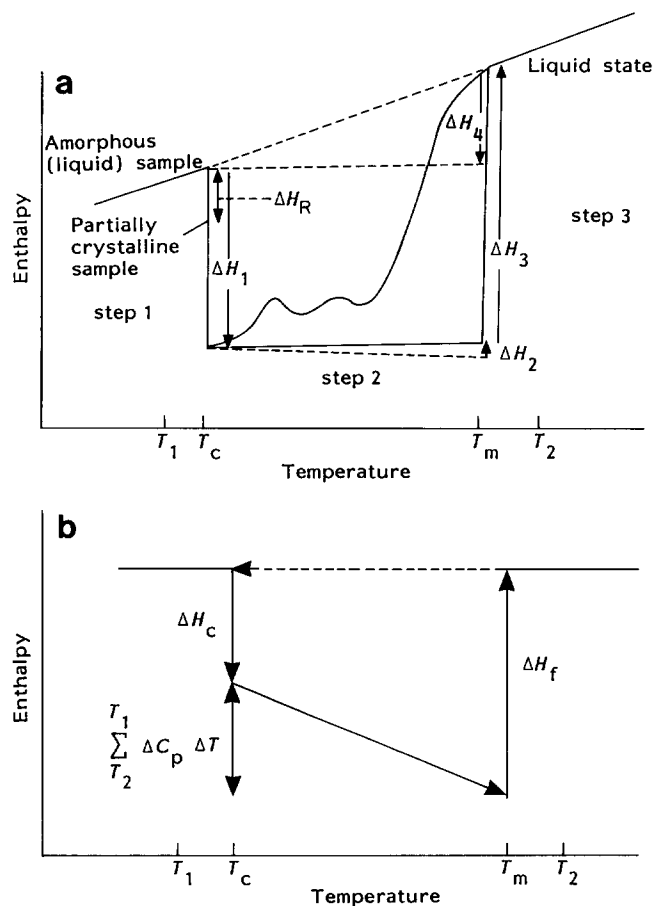 a
Liquid state
Amorphous
(liquid) sample
ΔH4
ΔHR
Partially
crystalline
sample
ΔH1
ΔH3
step 3
step 1
ΔH2
step 2
Enthalpy
T1
Tc
Tm
T2
Temperature
b
ΔHc
ΔHf
T1
∑ ΔCp ΔT
T2
Enthalpy
T1
Tc
Tm
T2
Temperature